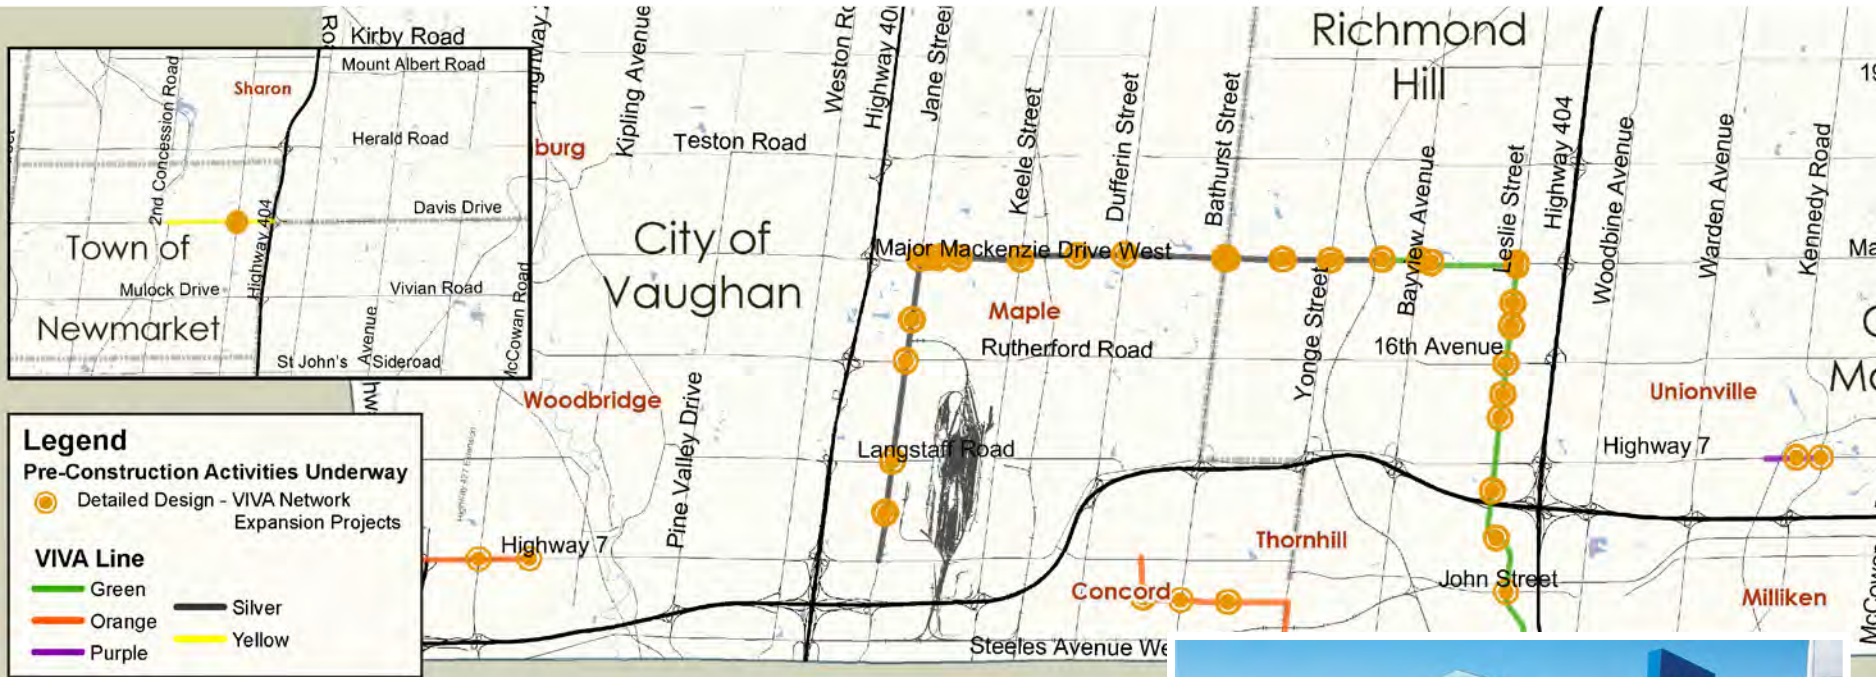 Kirby Road
Mount Albert Road
Sharon
2nd Concession Road
Herald Road
Davis Drive
Town of
Newmarket
Highway 404
Mulock Drive
Vivian Road
McCowan Road
St John's Sideroad
Avenue
burg
Kipling Avenue
Teston Road
Weston
Jane Street
Keele Street
Dufferin Street
Bathurst Street
Richmond
Hill
Bayview Avenue
Leslie Street
Highway 404
Woodbine Avenue
Warden Avenue
Kennedy Road
City of
Vaughan
Major Mackenzie Drive West
Maple
Rutherford Road
Yonge Street
16th Avenue
Woodbridge
Pine Valley Drive
Langstaff Road
Unionville
Highway 7
Highway 427 Expansion
Highway 7
Thornhill
Concord
John Street
Milliken
Steeles Avenue We
Legend
Pre-Construction Activities Underway
Detailed Design - VIVA Network
Expansion Projects
VIVA Line
Green
Orange
Purple
Silver
Yellow